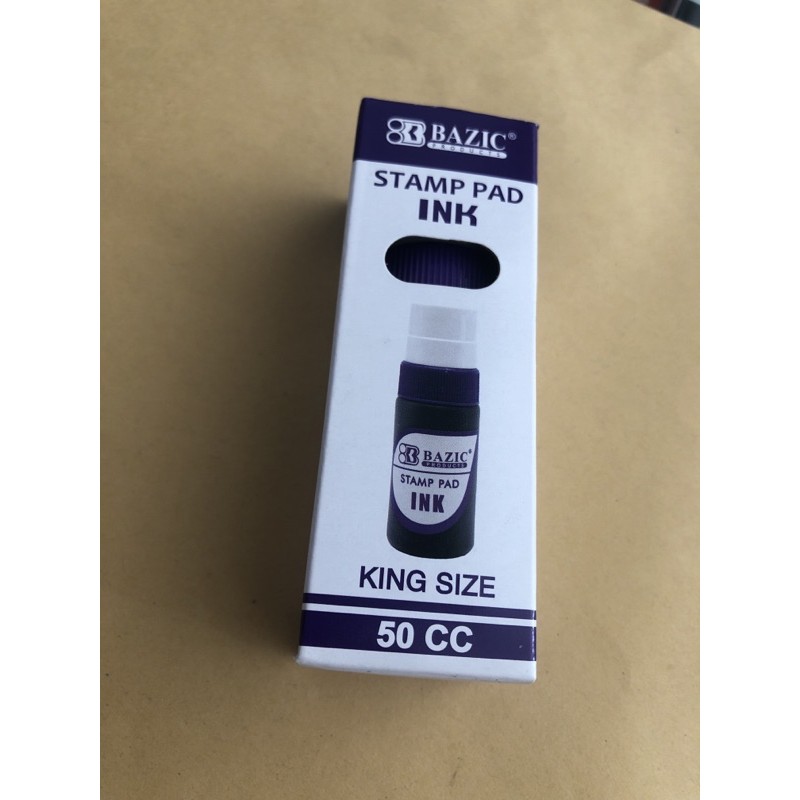 BAZIC®
PRODUCTS
STAMP PAD
INK
BAZIC®
PRODUCTS
STAMP PAD
INK
KING SIZE
50 CC